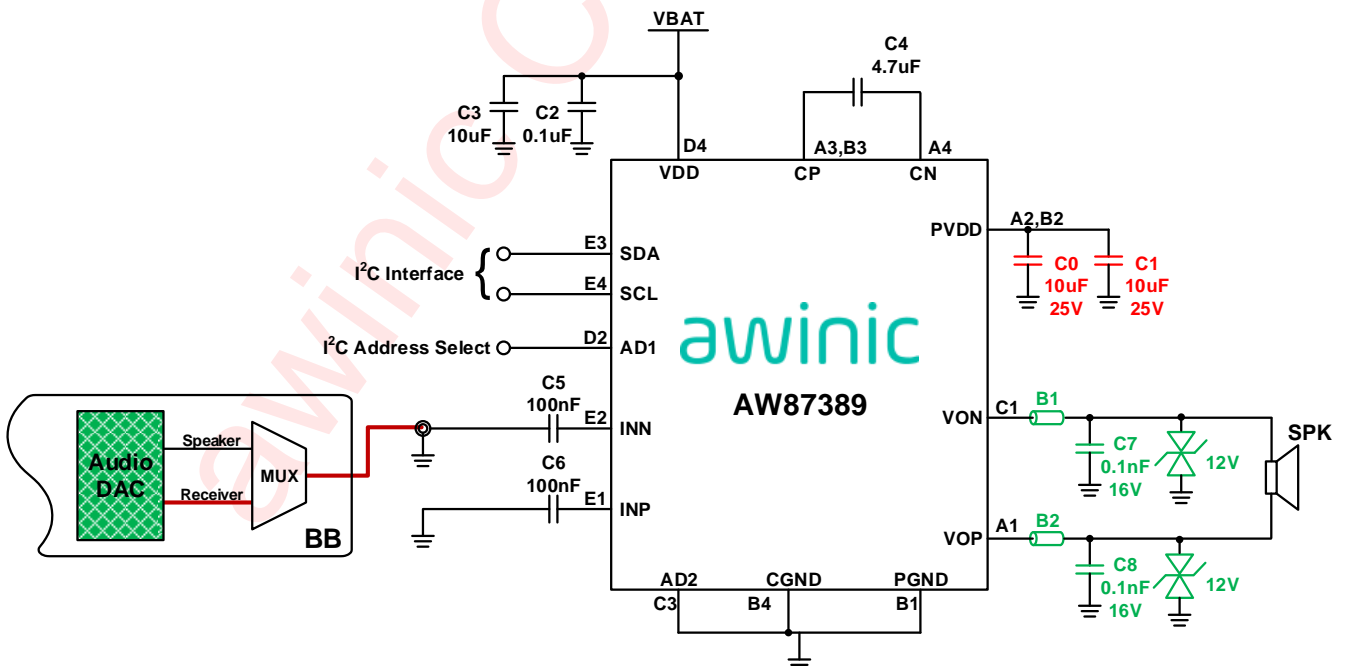 VBAT
C4
4.7uF
C3
10uF
C2
0.1uF
D4
A3,B3
A4
VDD
CP
CN
PVDD
A2,B2
C0
10uF
25V
C1
10uF
25V
I²C Interface {
E3
SDA
E4
SCL
I²C Address Select
D2
AD1
awinic
AW87389
C5
100nF
E2
INN
C6
100nF
E1
INP
Speaker
Audio
DAC
Receiver
MUX
BB
VON
C1
B1
C7
0.1nF
16V
12V
SPK
VOP
A1
B2
C8
0.1nF
16V
12V
AD2
CGND
PGND
C3
B4
B1
awinic C